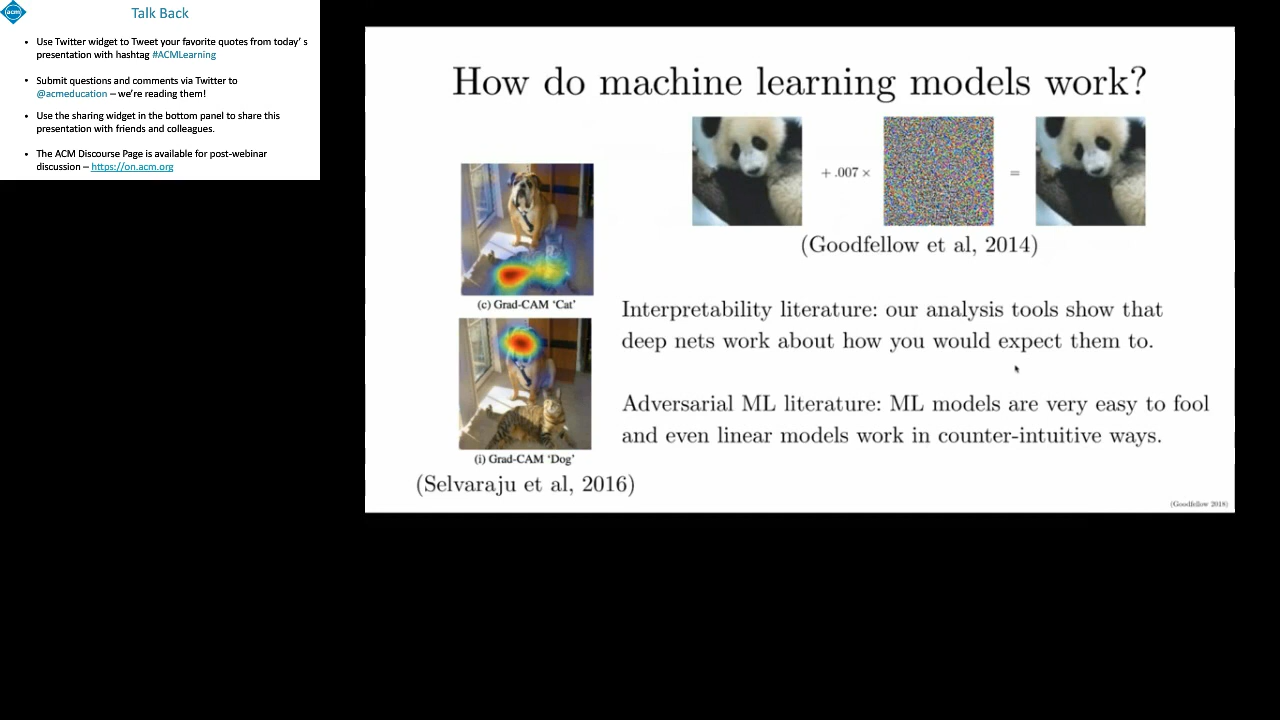 acm
Talk Back
• Use Twitter widget to Tweet your favorite quotes from today' s
presentation with hashtag #ACMLearning
• Submit questions and comments via Twitter to
@acmeducation – we're reading them!
• Use the sharing widget in the bottom panel to share this
presentation with friends and colleagues.
• The ACM Discourse Page is available for post-webinar
discussion – https://on.acm.org
How do machine learning models work?
+ .007 ×
=
(Goodfellow et al, 2014)
(c) Grad-CAM 'Cat'
(i) Grad-CAM 'Dog'
(Selvaraju et al, 2016)
Interpretability literature: our analysis tools show that
deep nets work about how you would expect them to.
Adversarial ML literature: ML models are very easy to fool
and even linear models work in counter-intuitive ways.
(Goodfellow 2018)